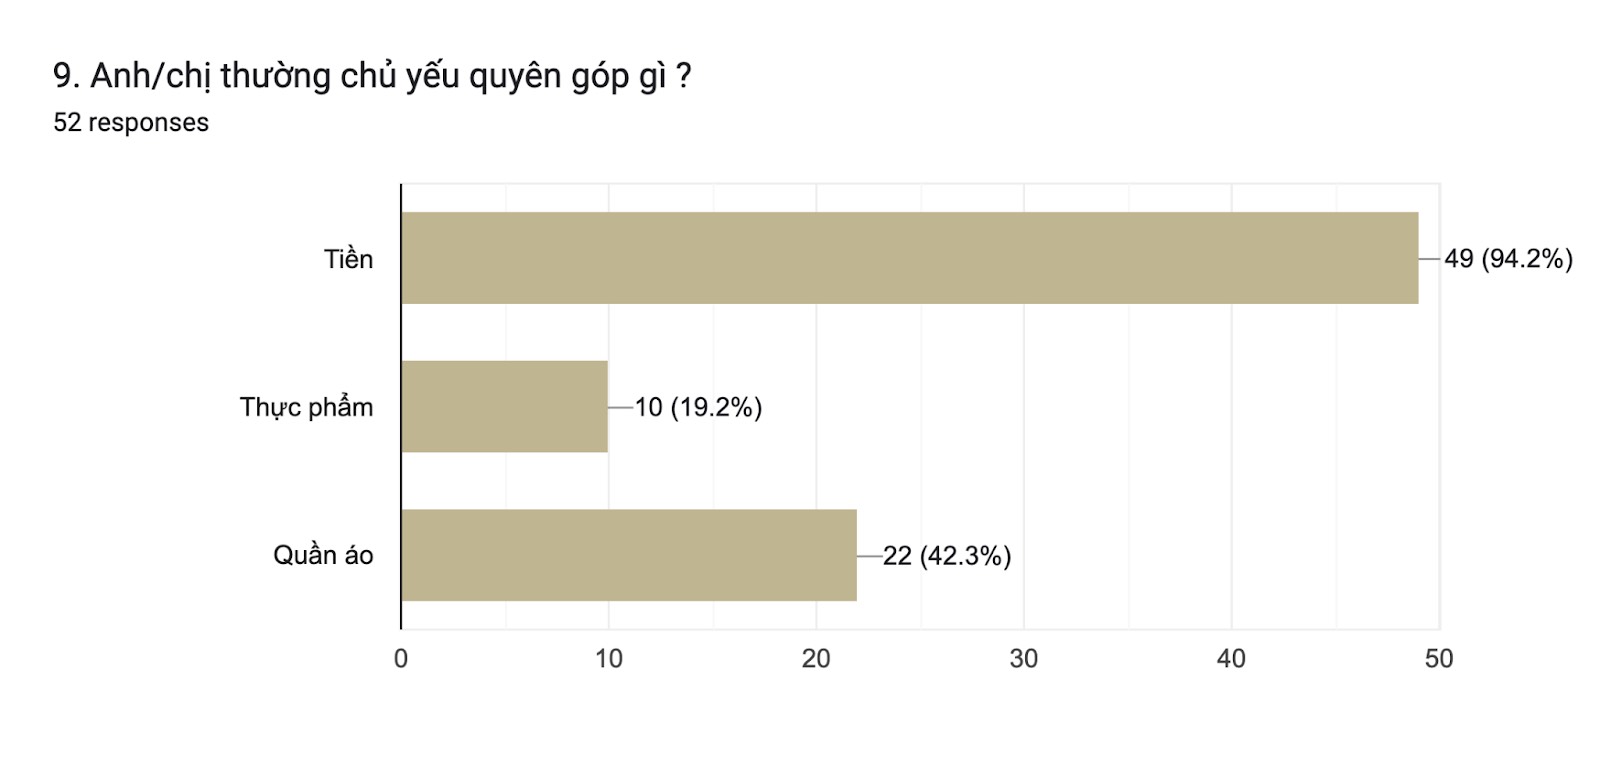 9. Anh/chị thường chủ yếu quyên góp gì ?
52 responses
Tiền
49 (94.2%)
Thực phẩm
10 (19.2%)
Quần áo
22 (42.3%)
0 10 20 30 40 50